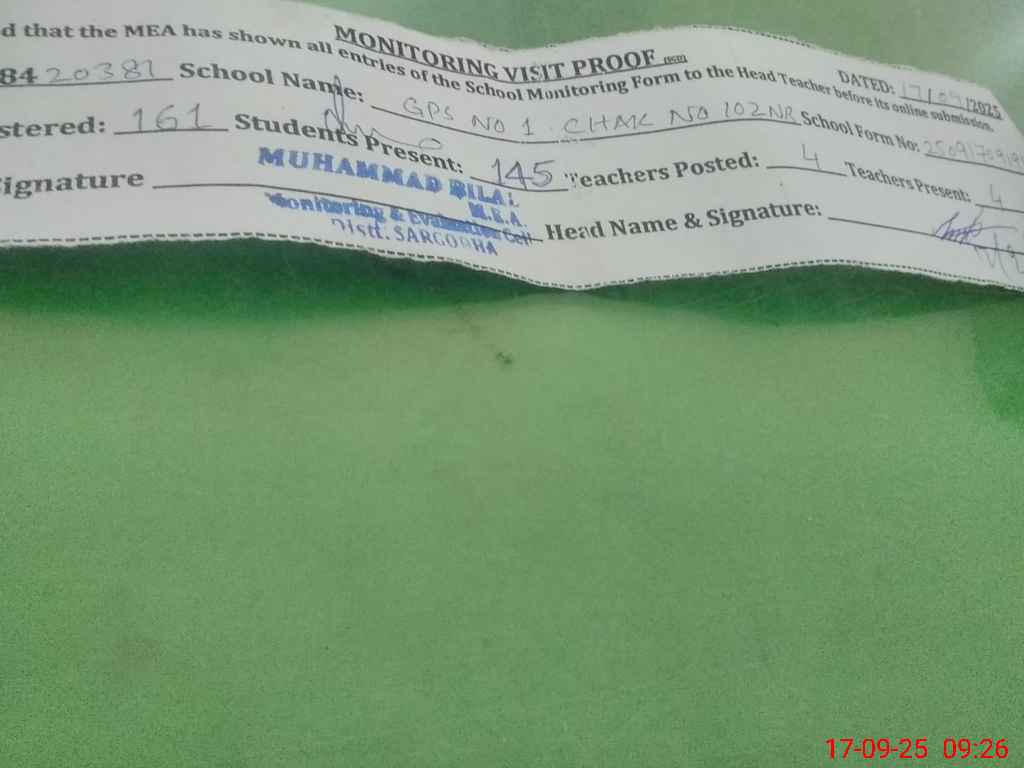 MONITORING VISIT PROOF
DATED: 17/09/2025
d that the MEA has shown all entries of the School Monitoring Form to the Head Teacher before its online submission.
8420381 School Name: GPS NO 1 CHAK NO 102NR School Form No:
stered: 161 Students Present: 145 Teachers Posted: 4 Teachers Present: 4
ignature Head Name & Signature:
MUHAMMAD BILAL
M.E.A
Monitoring & Evaluation Cell
Distt. SARGODHA
17-09-25 09:26